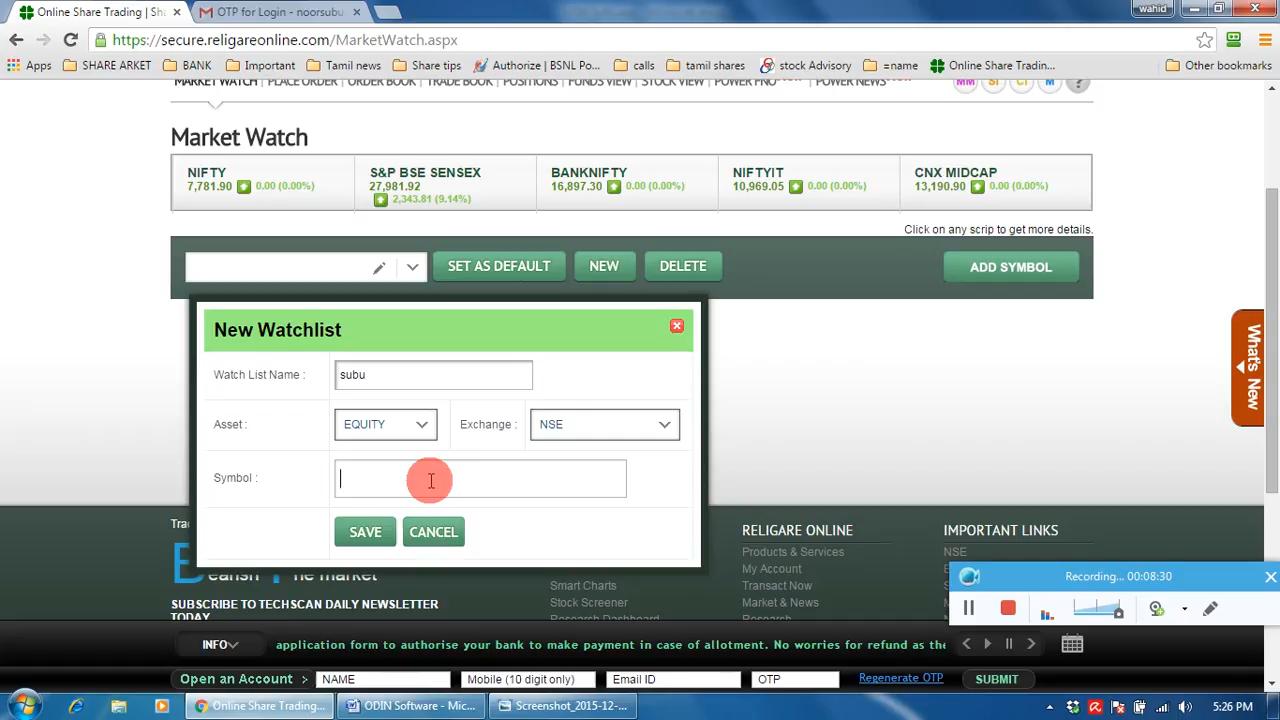 Online Share Trading | Sha
OTP for Login - noorsubu
wahid
https://secure.religareonline.com/MarketWatch.aspx
Apps
SHARE ARKET
BANK
Important
Tamil news
Share tips
Authorize | BSNL Po...
calls
tamil shares
stock Advisory
=name
Online Share Tradin...
Other bookmarks
MARKET WATCH
PLACE ORDER
ORDER BOOK
TRADE BOOK
POSITIONS
FUNDS VIEW
STOCK VIEW
POWER FNO
POWER NEWS
MM
SI
CT
M
?
Market Watch
NIFTY
7,781.90 0.00 (0.00%)
S&P BSE SENSEX
27,981.92
2,343.81 (9.14%)
BANKNIFTY
16,897.30 0.00 (0.00%)
NIFTYIT
10,969.05 0.00 (0.00%)
CNX MIDCAP
13,190.90 0.00 (0.00%)
Click on any scrip to get more details.
SET AS DEFAULT
NEW
DELETE
ADD SYMBOL
New Watchlist
Watch List Name :
subu
Asset :
EQUITY
Exchange :
NSE
Symbol :
SAVE
CANCEL
What's New
RELIGARE ONLINE
Products & Services
My Account
Transact Now
Market & News
IMPORTANT LINKS
NSE
Smart Charts
Stock Screener
Research Dashboard
SUBSCRIBE TO TECHSCAN DAILY NEWSLETTER
TODAY
Recording... 00:08:30
INFO
application form to authorise your bank to make payment in case of allotment. No worries for refund as the
Open an Account >
NAME
Mobile (10 digit only)
Email ID
OTP
Regenerate OTP
SUBMIT
Online Share Trading...
ODIN Software - Mic...
Screenshot_2015-12-...
5:26 PM